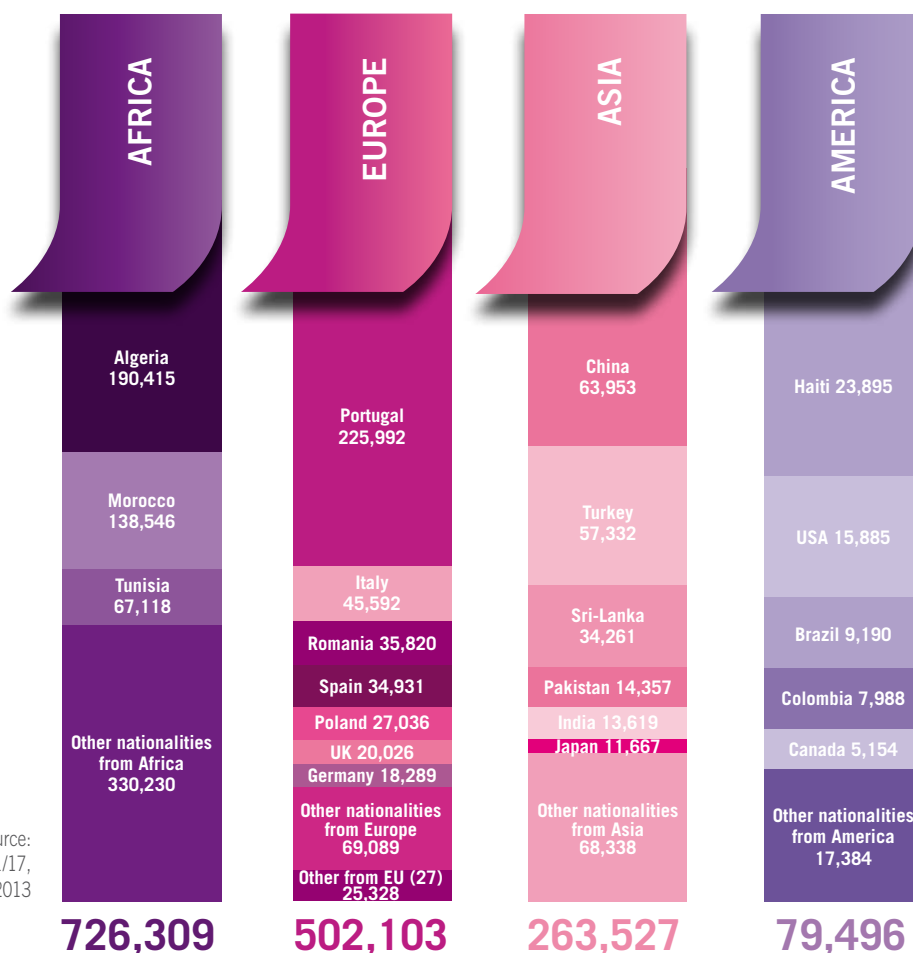 AFRICA
Algeria
190,415
Morocco
138,546
Tunisia
67,118
Other nationalities
from Africa
330,230
726,309
EUROPE
Portugal
225,992
Italy
45,592
Romania 35,820
Spain 34,931
Poland 27,036
UK 20,026
Germany 18,289
Other nationalities
from Europe
69,089
Other from EU (27)
25,328
502,103
ASIA
China
63,953
Turkey
57,332
Sri-Lanka
34,261
Pakistan 14,357
India 13,619
Japan 11,667
Other nationalities
from Asia
68,338
263,527
AMERICA
Haiti 23,895
USA 15,885
Brazil 9,190
Colombia 7,988
Canada 5,154
Other nationalities
from America
17,384
79,496
/17,
2013